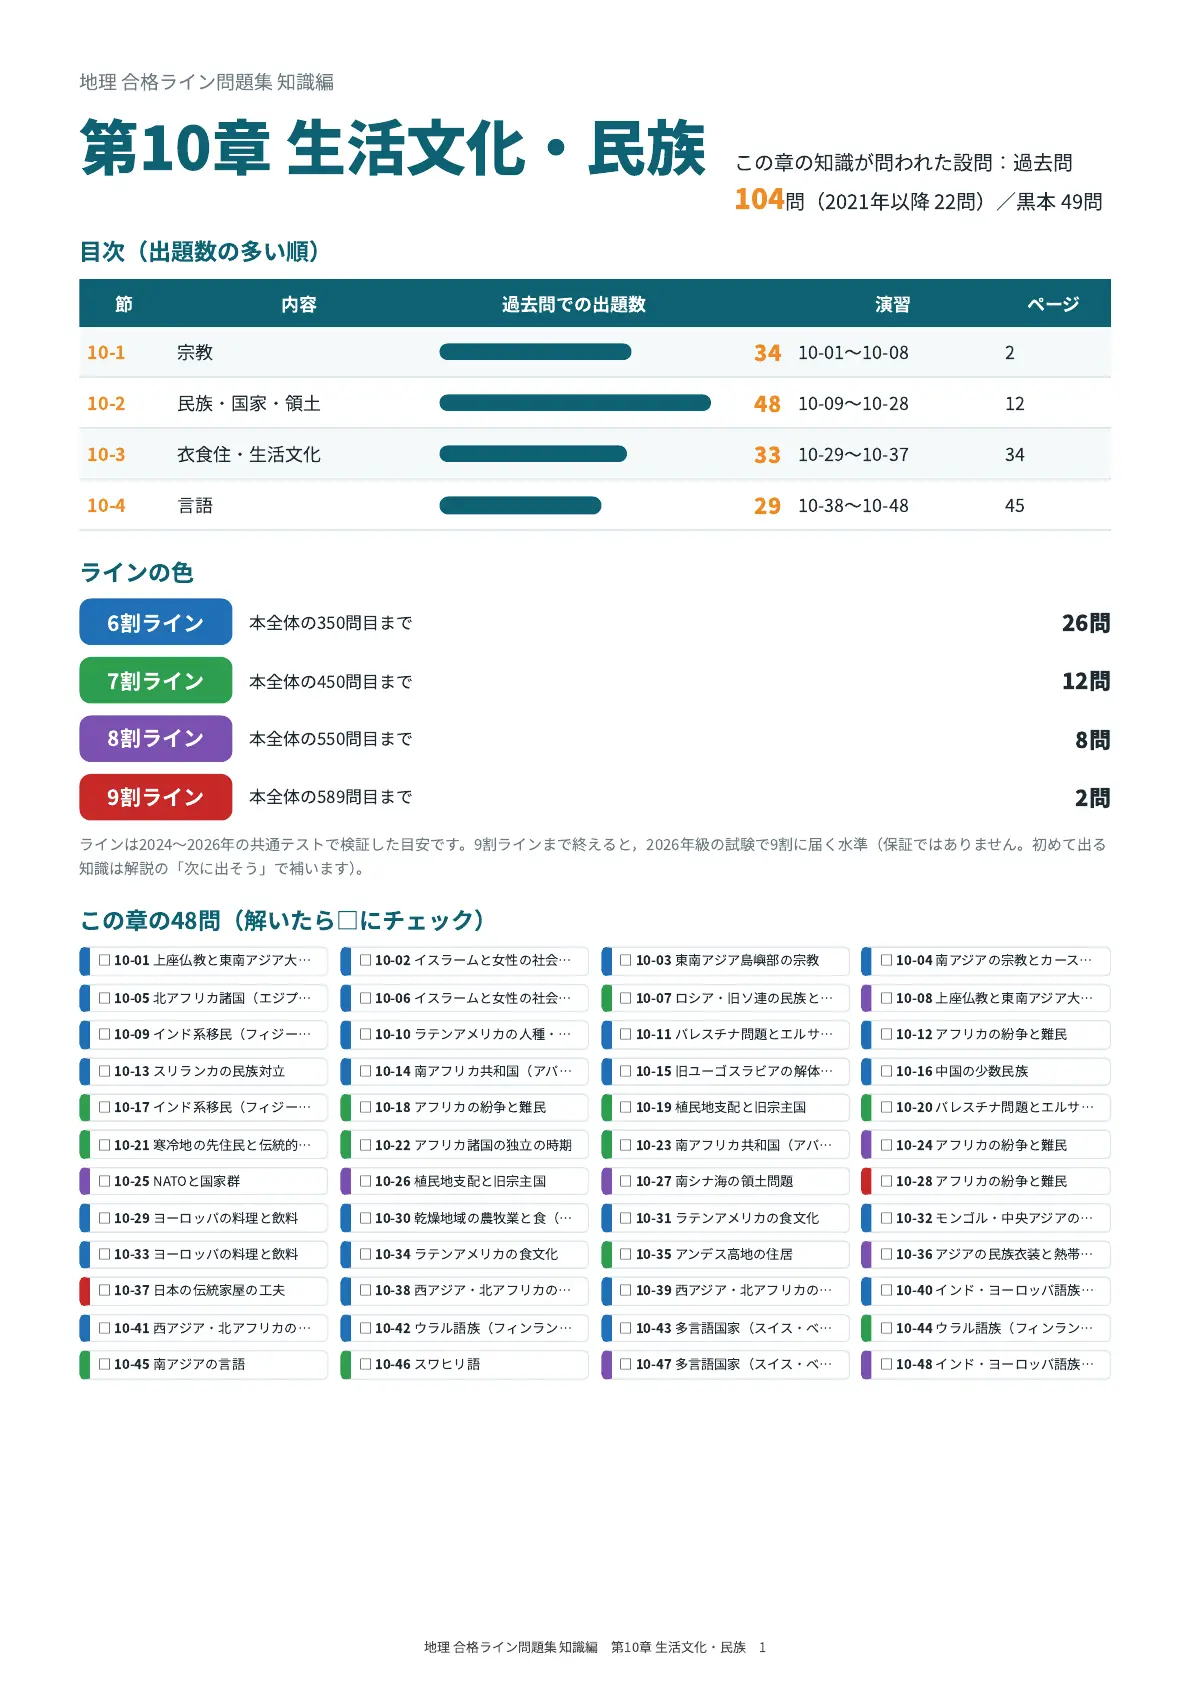 地理 合格ライン問題集 知識編
第10章 生活文化・民族
この章の知識が問われた設問：過去問
104問（2021年以降 22問）／黒本 49問
目次（出題数の多い順）
節 内容 過去問での出題数 演習 ページ
10-1 宗教 34 10-01〜10-08 2
10-2 民族・国家・領土 48 10-09〜10-28 12
10-3 衣食住・生活文化 33 10-29〜10-37 34
10-4 言語 29 10-38〜10-48 45
ラインの色
6割ライン 本全体の350問目まで 26問
7割ライン 本全体の450問目まで 12問
8割ライン 本全体の550問目まで 8問
9割ライン 本全体の589問目まで 2問
ラインは2024〜2026年の共通テストで検証した目安です。9割ラインまで終えると，2026年級の試験で9割に届く水準（保証ではありません。初めて出る
知識は解説の「次に出そう」で補います）。
この章の48問（解いたら□にチェック）
□ 10-01 上座仏教と東南アジア大… □ 10-02 イスラームと女性の社会… □ 10-03 東南アジア島嶼部の宗教 □ 10-04 南アジアの宗教とカース…
□ 10-05 北アフリカ諸国（エジプ… □ 10-06 イスラームと女性の社会… □ 10-07 ロシア・旧ソ連の民族と… □ 10-08 上座仏教と東南アジア大…
□ 10-09 インド系移民（フィジー… □ 10-10 ラテンアメリカの人種・… □ 10-11 パレスチナ問題とエルサ… □ 10-12 アフリカの紛争と難民
□ 10-13 スリランカの民族対立 □ 10-14 南アフリカ共和国（アパ… □ 10-15 旧ユーゴスラビアの解体… □ 10-16 中国の少数民族
□ 10-17 インド系移民（フィジー… □ 10-18 アフリカの紛争と難民 □ 10-19 植民地支配と旧宗主国 □ 10-20 パレスチナ問題とエルサ…
□ 10-21 寒冷地の先住民と伝統的… □ 10-22 アフリカ諸国の独立の時期 □ 10-23 南アフリカ共和国（アパ… □ 10-24 アフリカの紛争と難民
□ 10-25 NATOと国家群 □ 10-26 植民地支配と旧宗主国 □ 10-27 南シナ海の領土問題 □ 10-28 アフリカの紛争と難民
□ 10-29 ヨーロッパの料理と飲料 □ 10-30 乾燥地域の農牧業と食（… □ 10-31 ラテンアメリカの食文化 □ 10-32 モンゴル・中央アジアの…
□ 10-33 ヨーロッパの料理と飲料 □ 10-34 ラテンアメリカの食文化 □ 10-35 アンデス高地の住居 □ 10-36 アジアの民族衣装と熱帯…
□ 10-37 日本の伝統家屋の工夫 □ 10-38 西アジア・北アフリカの… □ 10-39 西アジア・北アフリカの… □ 10-40 インド・ヨーロッパ語族…
□ 10-41 西アジア・北アフリカの… □ 10-42 ウラル語族（フィンラン… □ 10-43 多言語国家（スイス・ベ… □ 10-44 ウラル語族（フィンラン…
□ 10-45 南アジアの言語 □ 10-46 スワヒリ語 □ 10-47 多言語国家（スイス・ベ… □ 10-48 インド・ヨーロッパ語族…
地理 合格ライン問題集 知識編 第10章 生活文化・民族 1